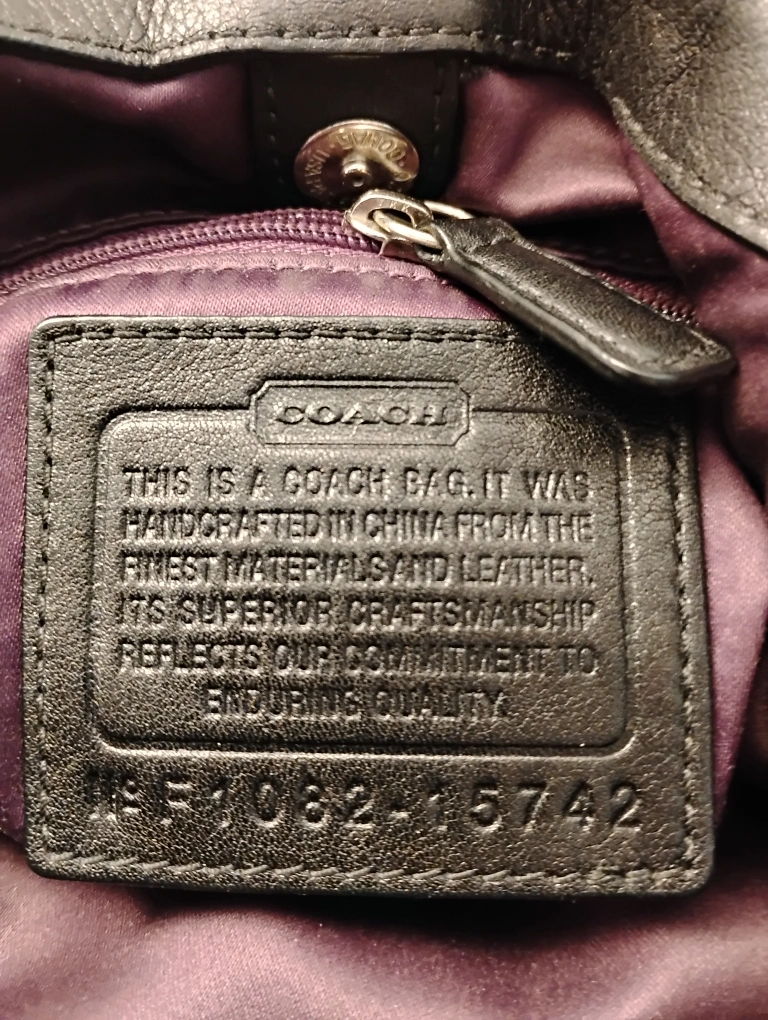 COACH
THIS IS A COACH BAG. IT WAS
HANDCRAFTED IN CHINA FROM THE
FINEST MATERIALS AND LEATHER.
ITS SUPERIOR CRAFTSMANSHIP
REFLECTS OUR COMMITMENT TO
ENDURING QUALITY.
Nº F1082-15742